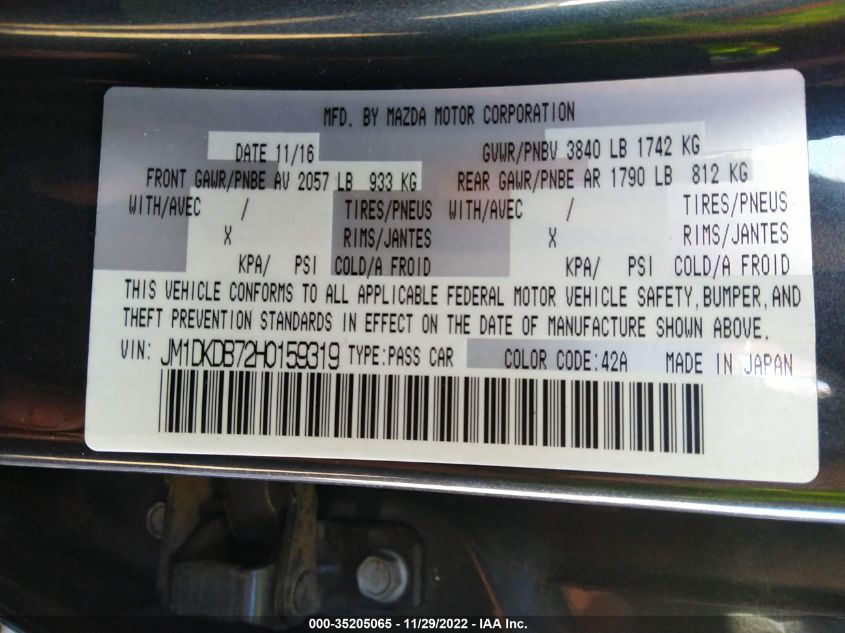 MFD. BY MAZDA MOTOR CORPORATION
DATE 11/16 GVWR/PNBV 3840 LB 1742 KG
FRONT GAWR/PNBE AV 2057 LB 933 KG REAR GAWR/PNBE AR 1790 LB 812 KG
WITH/AVEC / TIRES/PNEUS WITH/AVEC / TIRES/PNEUS
X RIMS/JANTES X RIMS/JANTES
KPA/ PSI COLD/A FROID KPA/ PSI COLD/A FROID
THIS VEHICLE CONFORMS TO ALL APPLICABLE FEDERAL MOTOR VEHICLE SAFETY, BUMPER, AND
THEFT PREVENTION STANDARDS IN EFFECT ON THE DATE OF MANUFACTURE SHOWN ABOVE.
VIN: JM1DKDB72H0159319 TYPE:PASS CAR COLOR CODE:42A MADE IN JAPAN
000-35205065 - 11/29/2022 - IAA Inc.